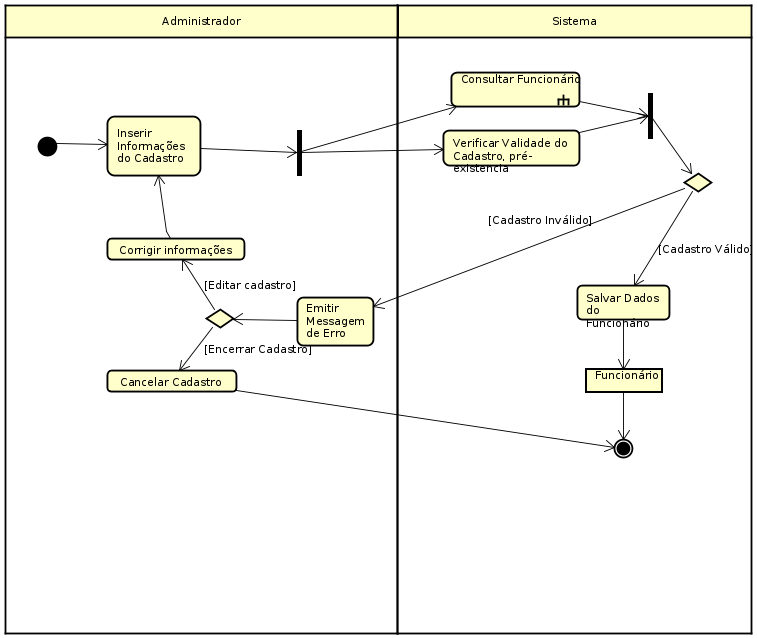 Administrador
Sistema
Consultar Funcionário
Inserir
Informações
do Cadastro
Verificar Validade do
Cadastro, pré-
existencia
[Cadastro Inválido]
[Cadastro Válido]
Corrigir informações
[Editar cadastro]
Emitir
Messagem
de Erro
Salvar Dados
do
Funcionário
[Encerrar Cadastro]
Cancelar Cadastro
Funcionário